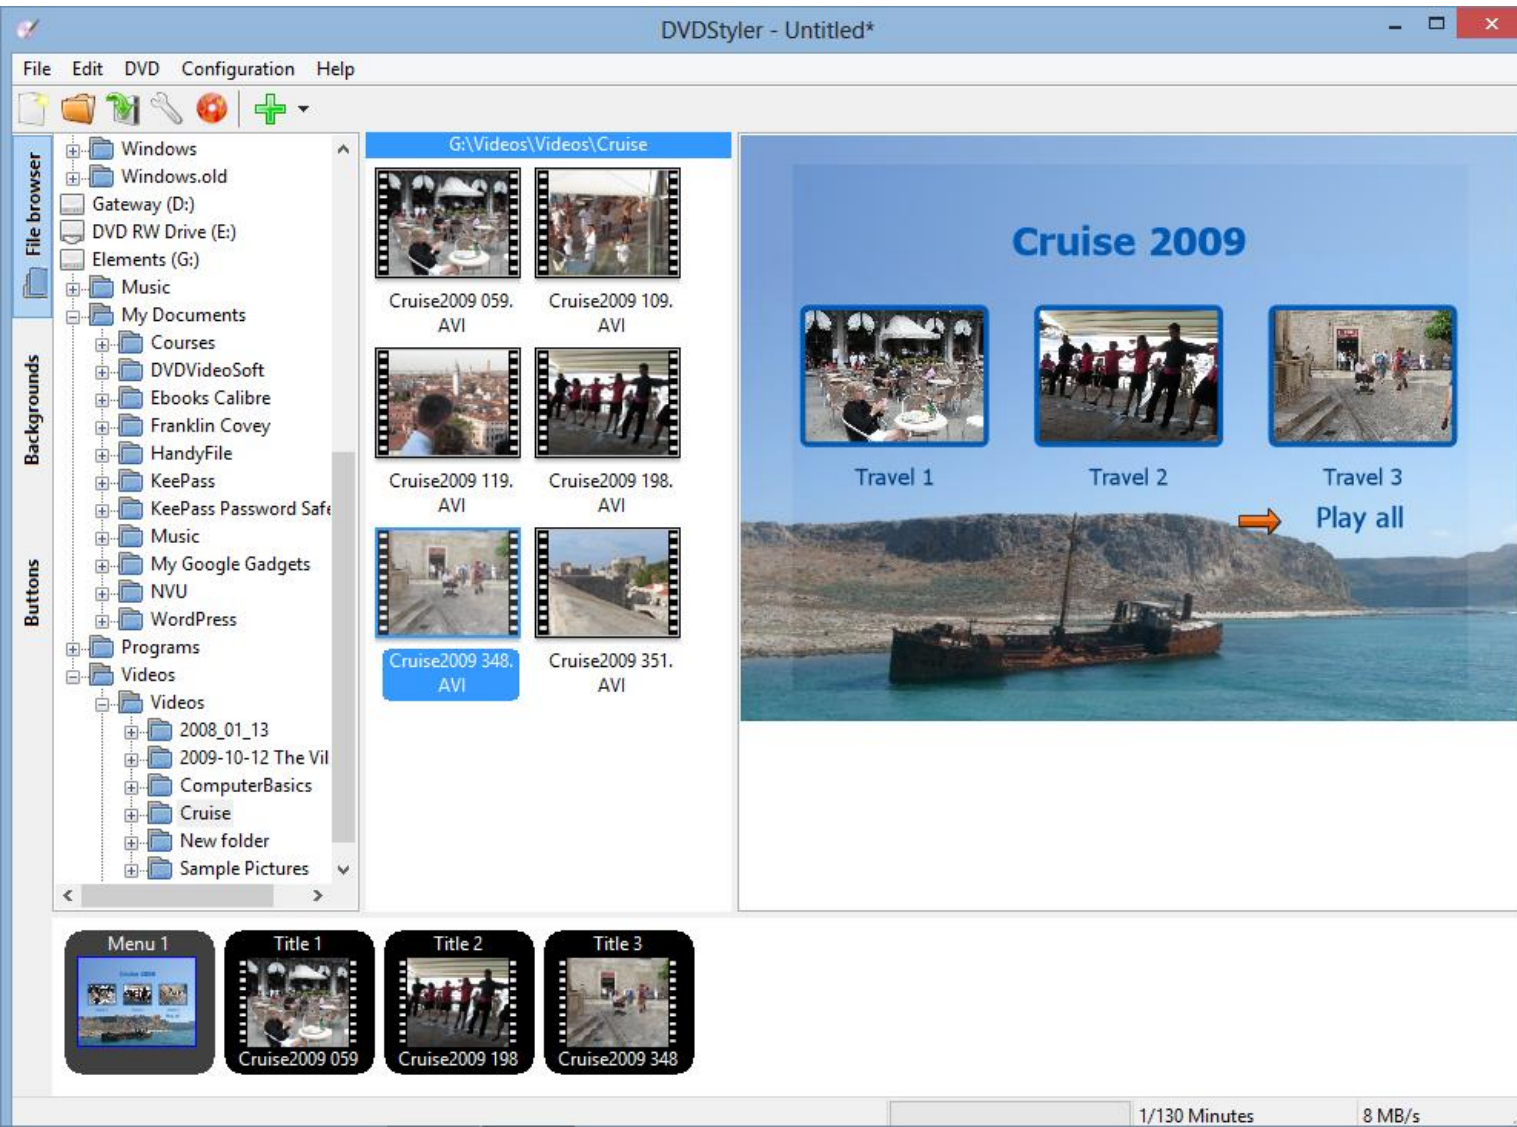 DVDStyler - Untitled*
File Edit DVD Configuration Help
File browser
Backgrounds
Buttons
Windows
Windows.old
Gateway (D:)
DVD RW Drive (E:)
Elements (G:)
Music
My Documents
Courses
DVDVideoSoft
Ebooks Calibre
Franklin Covey
HandyFile
KeePass
KeePass Password Safe
Music
My Google Gadgets
NVU
WordPress
Programs
Videos
Videos
2008_01_13
2009-10-12 The Vil
ComputerBasics
Cruise
New folder
Sample Pictures
G:\Videos\Videos\Cruise
Cruise2009 059.
AVI
Cruise2009 109.
AVI
Cruise2009 119.
AVI
Cruise2009 198.
AVI
Cruise2009 348.
AVI
Cruise2009 351.
AVI
Cruise 2009
Travel 1 Travel 2 Travel 3
Play all
Menu 1
Cruise 2009
Title 1
Cruise2009 059
Title 2
Cruise2009 198
Title 3
Cruise2009 348
1/130 Minutes 8 MB/s